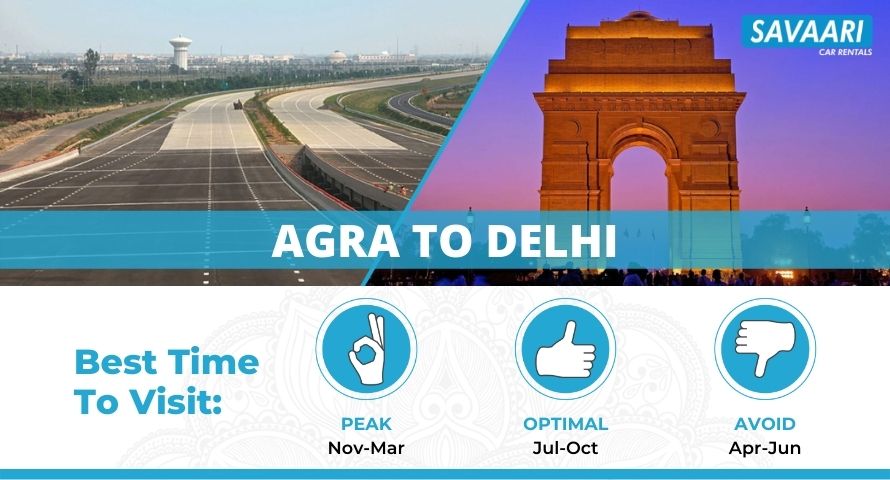 SAVAARI
CAR RENTALS
AGRA TO DELHI
Best Time
To Visit:
PEAK
Nov-Mar
OPTIMAL
Jul-Oct
AVOID
Apr-Jun